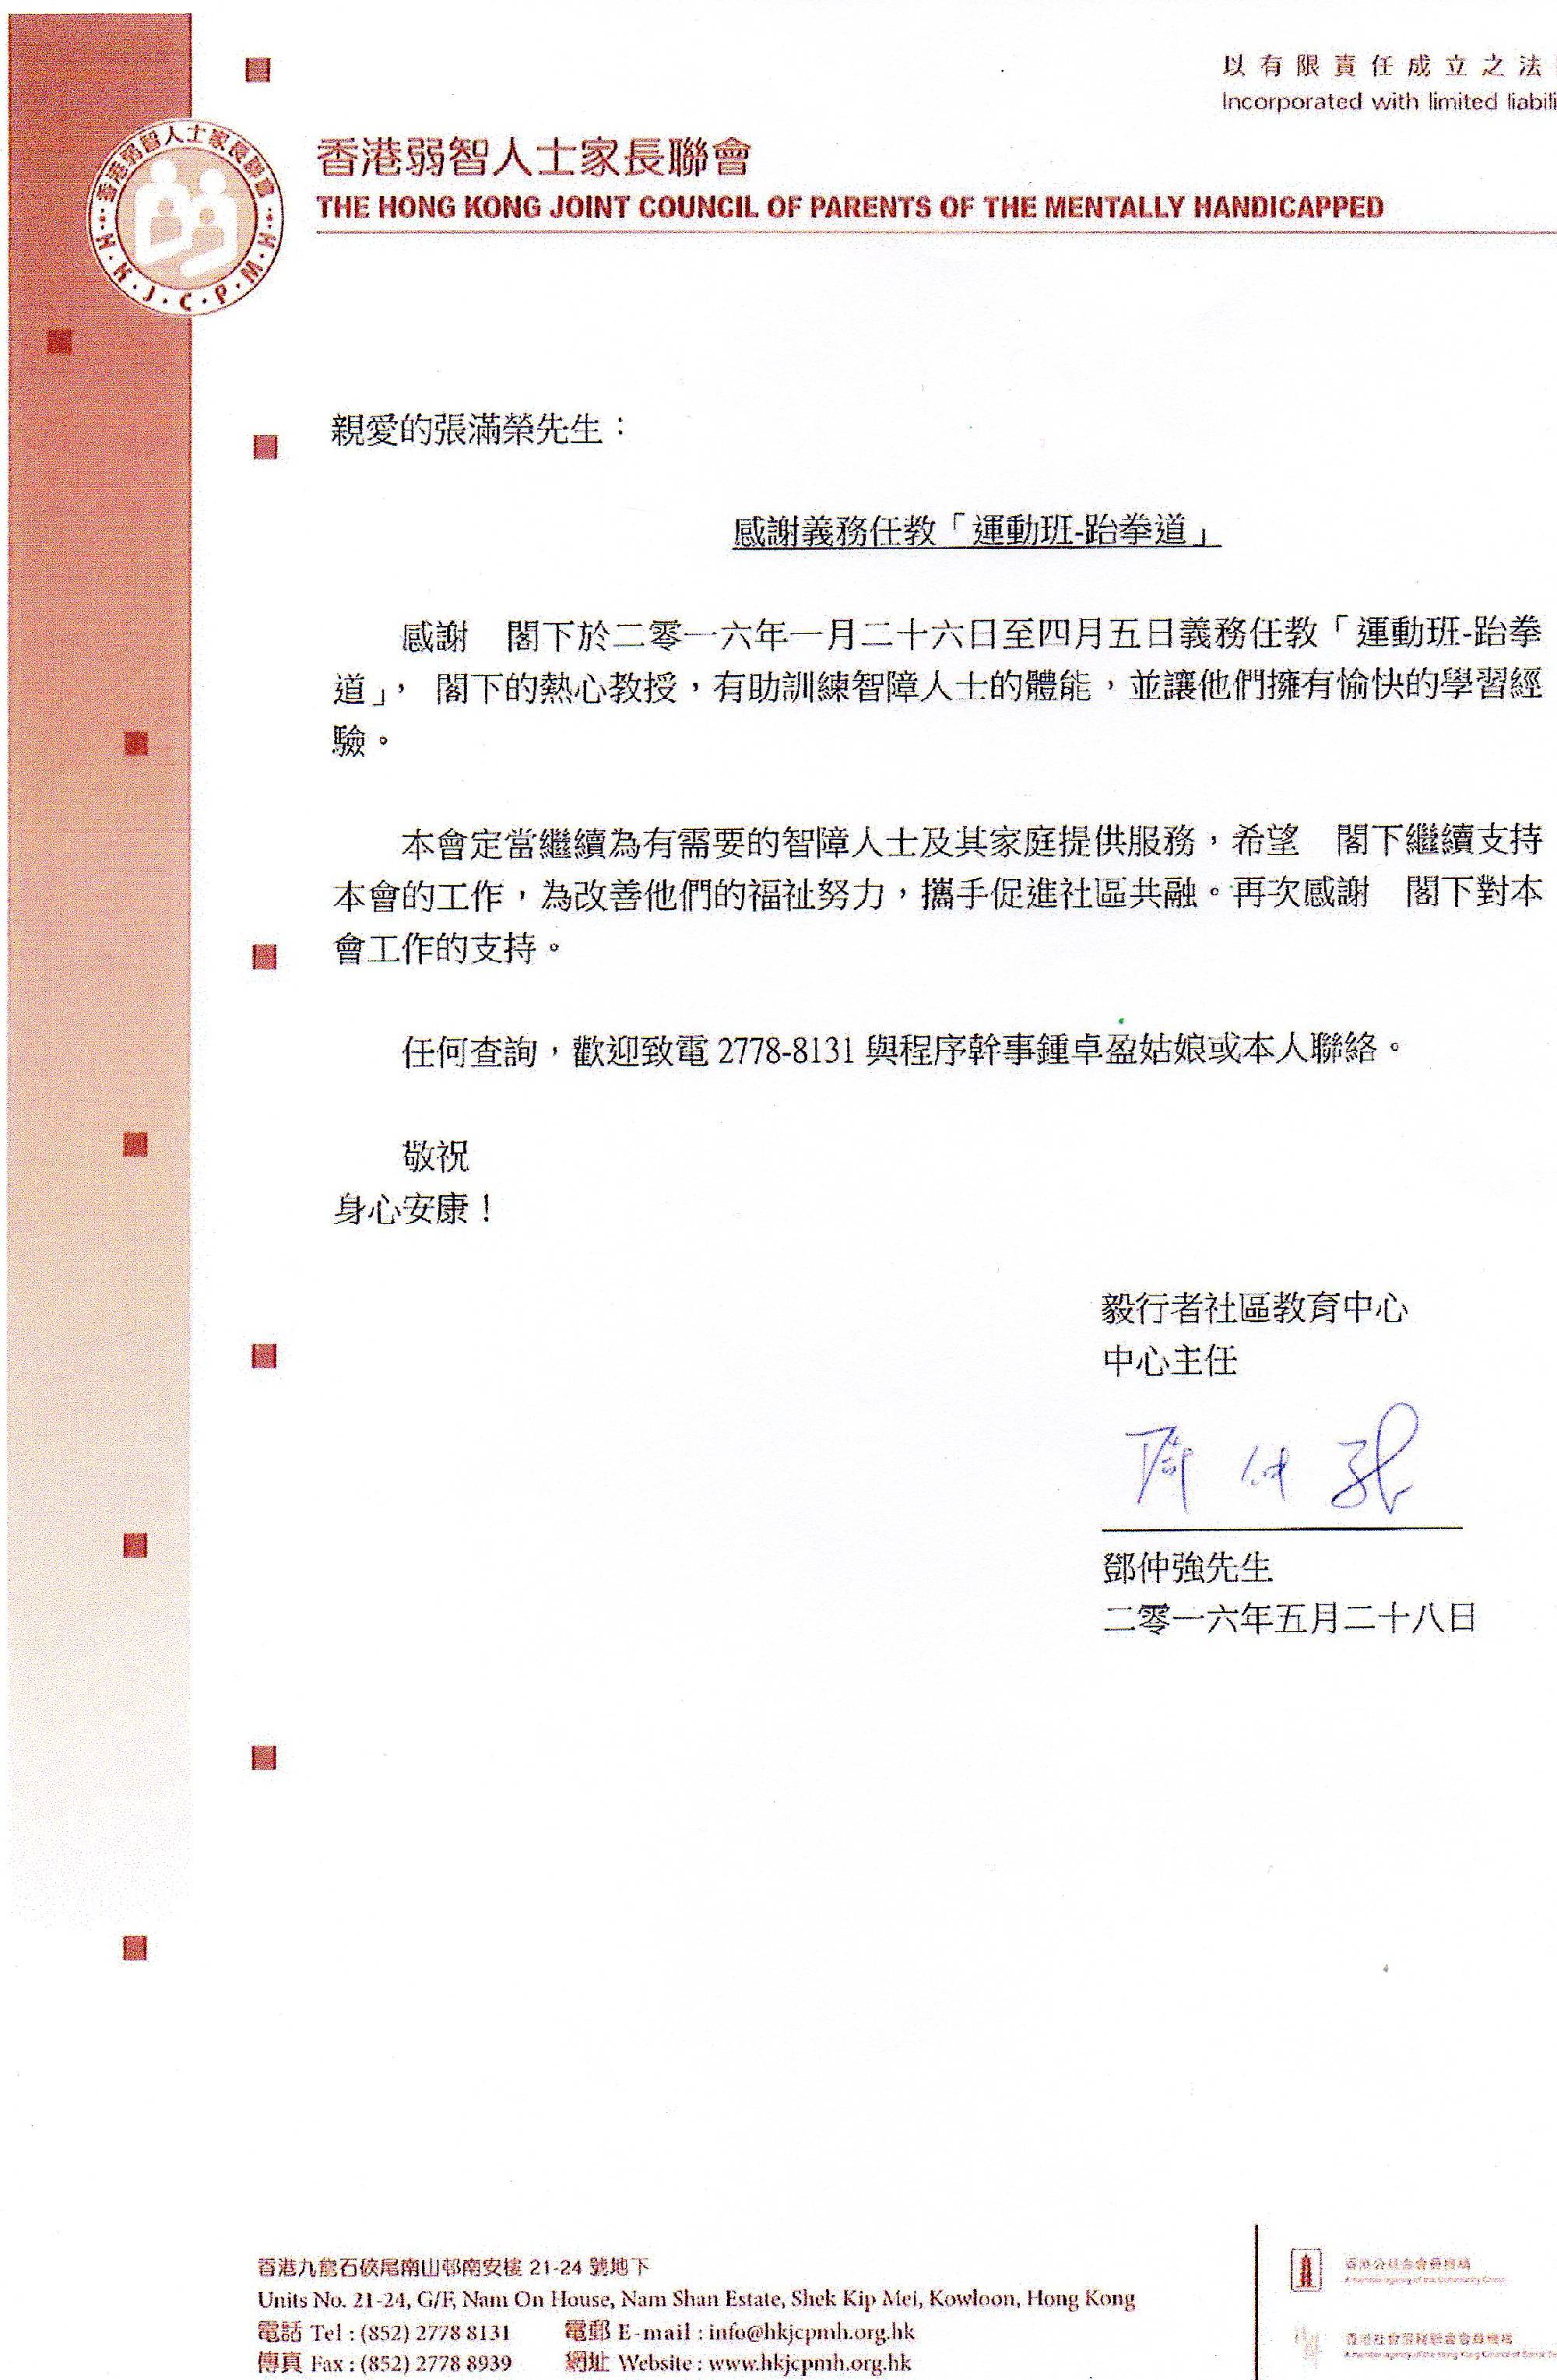 以有限責任成立之法
Incorporated with limited liabili
香港弱智人士家長聯會
THE HONG KONG JOINT COUNCIL OF PARENTS OF THE MENTALLY HANDICAPPED
香港弱智人士家長聯會
H.K.J.C.P.M.H
親愛的張滿榮先生：
感謝義務任教「運動班-跆拳道」
感謝　閣下於二零一六年一月二十六日至四月五日義務任教「運動班-跆拳
道」，　閣下的熱心教授，有助訓練智障人士的體能，並讓他們擁有愉快的學習經
驗。
本會定當繼續為有需要的智障人士及其家庭提供服務，希望　閣下繼續支持
本會的工作，為改善他們的福祉努力，攜手促進社區共融。再次感謝　閣下對本
會工作的支持。
任何查詢，歡迎致電 2778-8131 與程序幹事鍾卓盈姑娘或本人聯絡。
敬祝
身心安康！
毅行者社區教育中心
中心主任
鄧仲強先生
二零一六年五月二十八日
香港九龍石硤尾南山邨南安樓 21-24 號地下
Units No. 21-24, G/F, Nam On House, Nam Shan Estate, Shek Kip Mei, Kowloon, Hong Kong
電話 Tel : (852) 2778 8131　電郵 E-mail : info@hkjcpmh.org.hk
傳真 Fax : (852) 2778 8939　網址 Website : www.hkjcpmh.org.hk
香港公益金會員機構
A member agency of the Community Chest
香港社會服務聯會會員機構
A member agency of the Hong Kong Council of Social Se